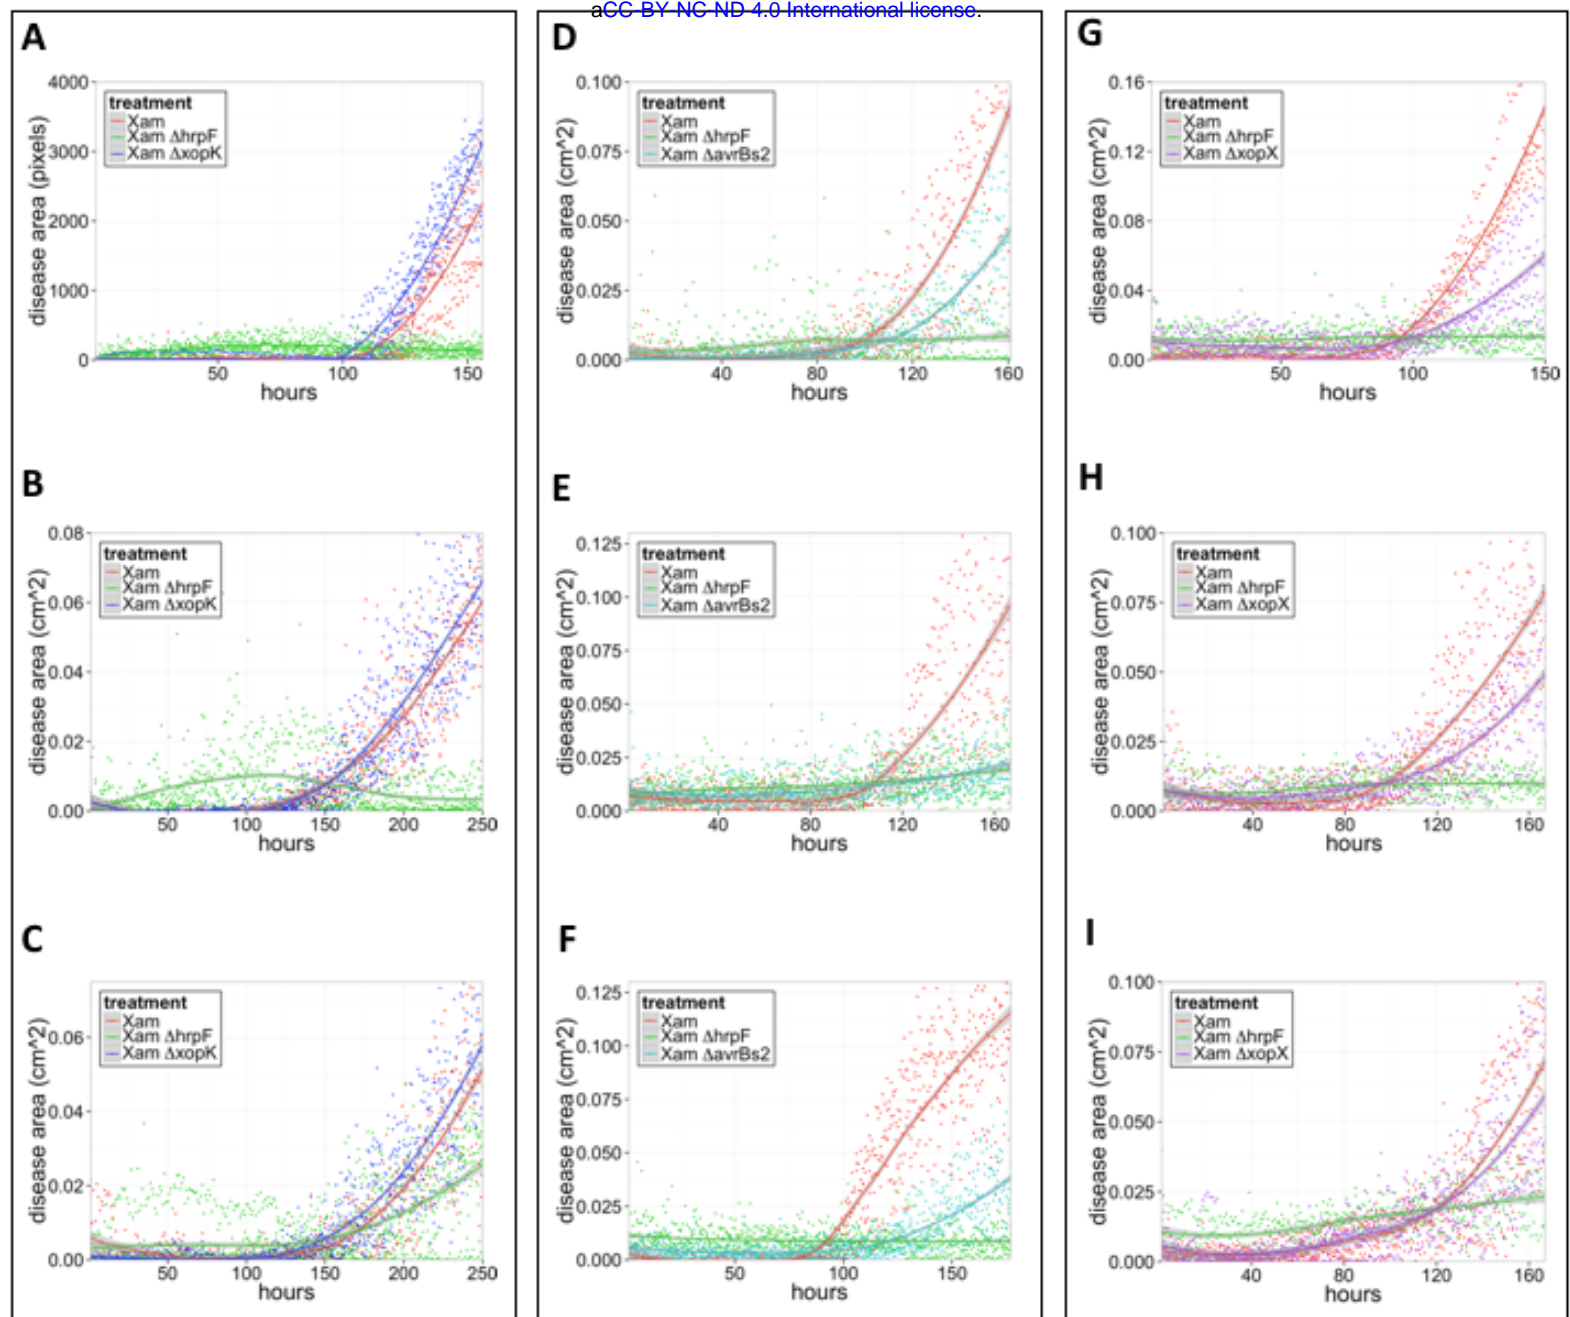 aCC-BY-NC-ND 4.0 International license.
A
4000
3000
2000
1000
0
disease area (pixels)
treatment
Xam
Xam ΔhrpF
Xam ΔxopK
50
100
150
hours
B
0.08
0.06
0.04
0.02
0.00
disease area (cm^2)
treatment
Xam
Xam ΔhrpF
Xam ΔxopK
50
100
150
200
250
hours
C
0.06
0.04
0.02
0.00
disease area (cm^2)
treatment
Xam
Xam ΔhrpF
Xam ΔxopK
50
100
150
200
250
hours
D
0.100
0.075
0.050
0.025
0.000
disease area (cm^2)
treatment
Xam
Xam ΔhrpF
Xam ΔavrBs2
40
80
120
160
hours
E
0.125
0.100
0.075
0.050
0.025
0.000
disease area (cm^2)
treatment
Xam
Xam ΔhrpF
Xam ΔavrBs2
40
80
120
160
hours
F
0.125
0.100
0.075
0.050
0.025
0.000
disease area (cm^2)
treatment
Xam
Xam ΔhrpF
Xam ΔavrBs2
50
100
150
hours
G
0.16
0.12
0.08
0.04
0.00
disease area (cm^2)
treatment
Xam
Xam ΔhrpF
Xam ΔxopX
50
100
150
hours
H
0.100
0.075
0.050
0.025
0.000
disease area (cm^2)
treatment
Xam
Xam ΔhrpF
Xam ΔxopX
40
80
120
160
hours
I
0.100
0.075
0.050
0.025
0.000
disease area (cm^2)
treatment
Xam
Xam ΔhrpF
Xam ΔxopX
40
80
120
160
hours